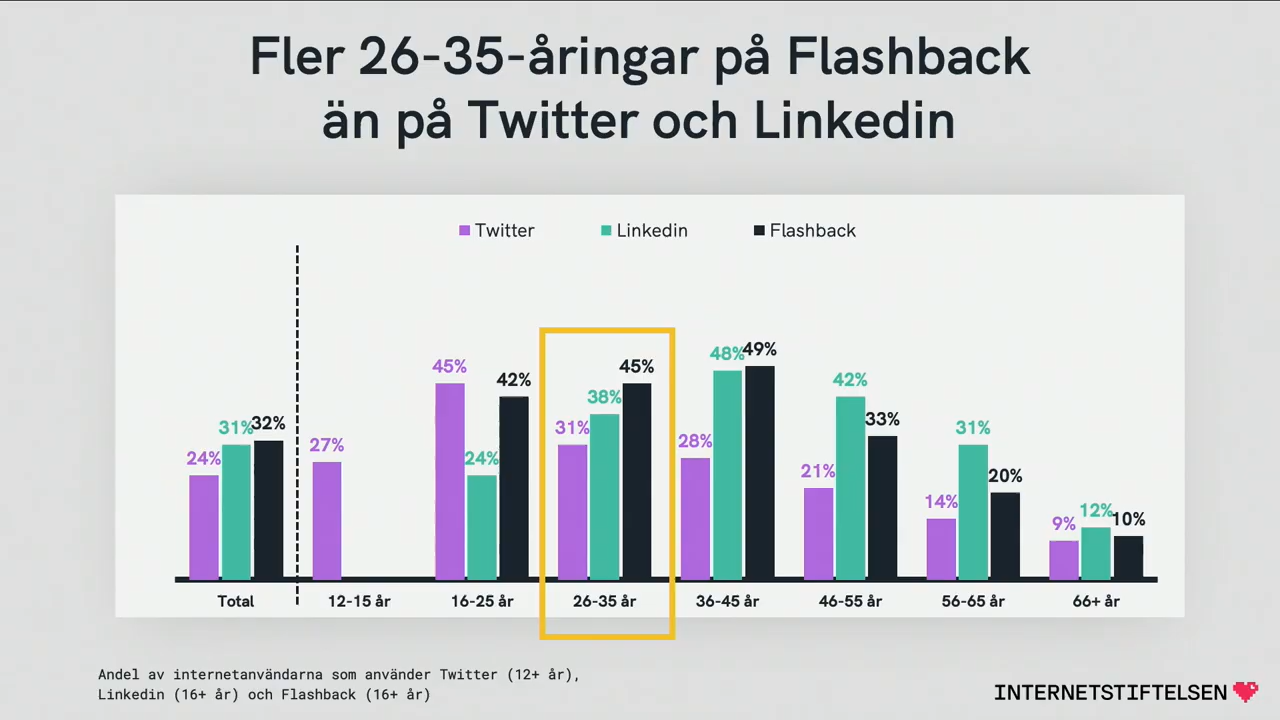 Fler 26-35-åringar på Flashback
än på Twitter och Linkedin
Twitter Linkedin Flashback
24% 31% 32%
27%
45% 24% 42%
31% 38% 45%
28% 48% 49%
21% 42% 33%
14% 31% 20%
9% 12% 10%
Total 12-15 år 16-25 år 26-35 år 36-45 år 46-55 år 56-65 år 66+ år
Andel av internetanvändarna som använder Twitter (12+ år),
Linkedin (16+ år) och Flashback (16+ år)
INTERNETSTIFTELSEN